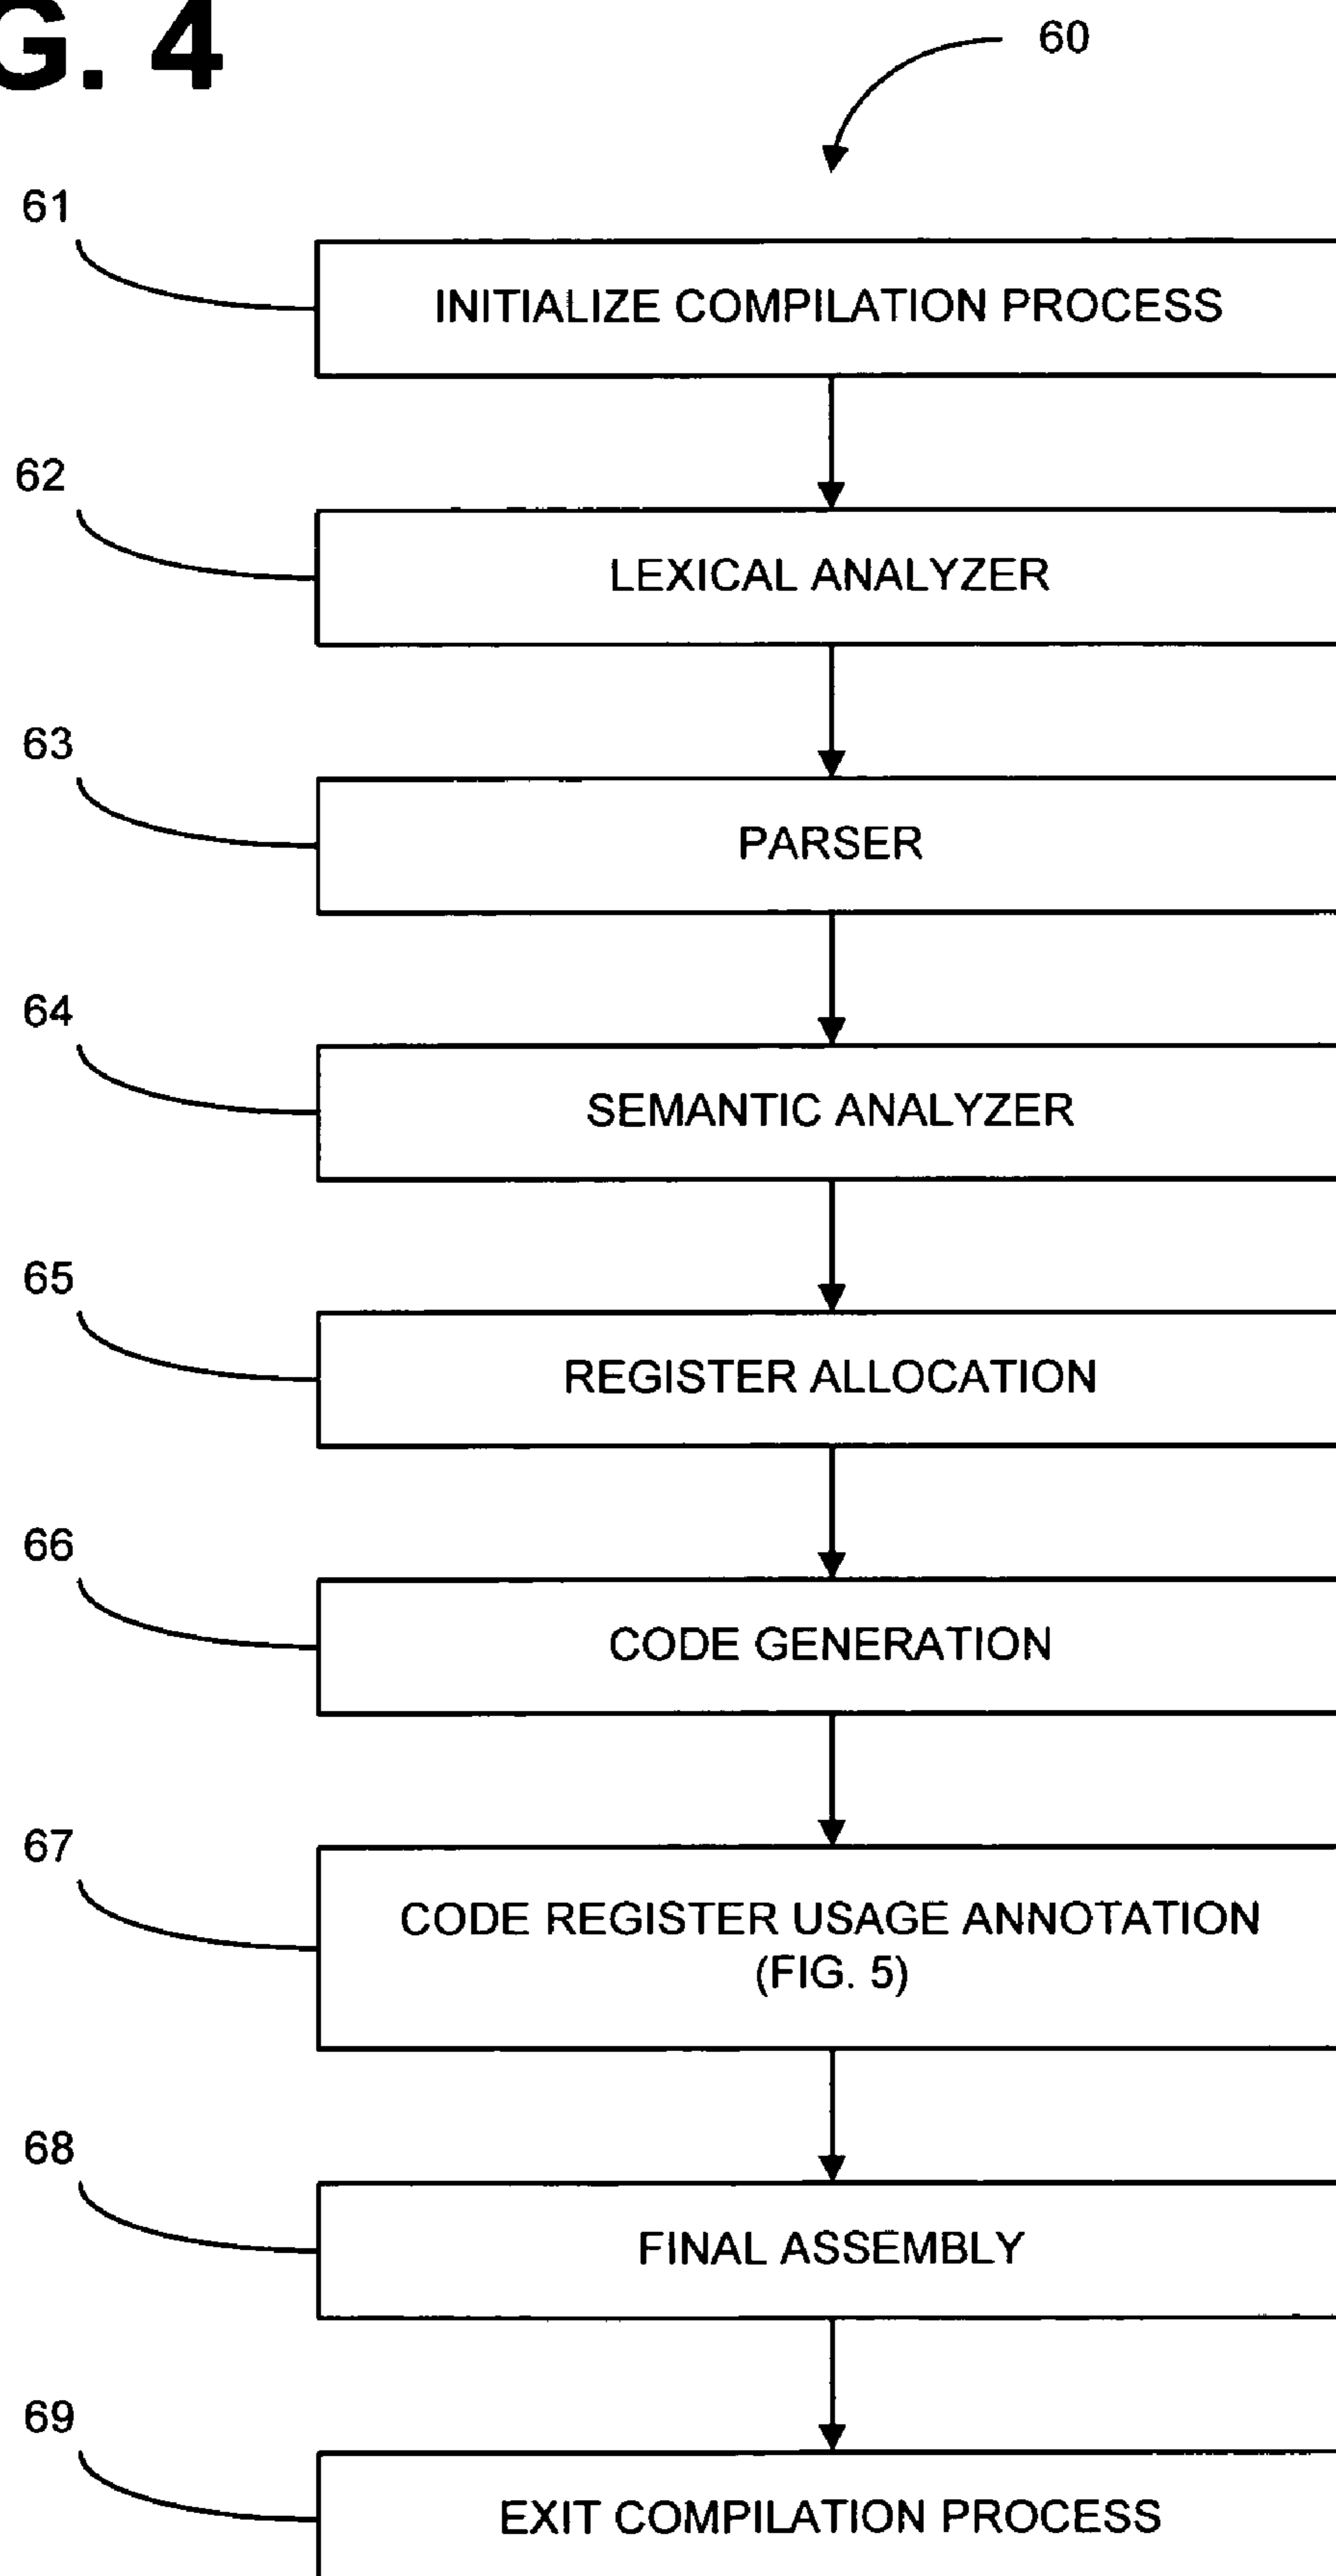 G. 4
60
61
INITIALIZE COMPILATION PROCESS
62
LEXICAL ANALYZER
63
PARSER
64
SEMANTIC ANALYZER
65
REGISTER ALLOCATION
66
CODE GENERATION
67
CODE REGISTER USAGE ANNOTATION
(FIG. 5)
68
FINAL ASSEMBLY
69
EXIT COMPILATION PROCESS